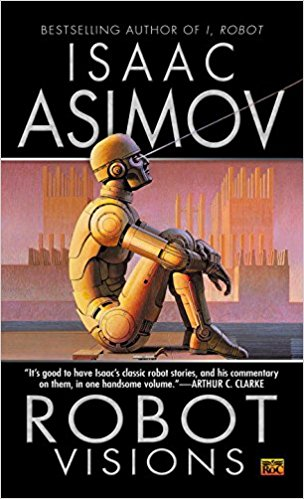 BESTSELLING AUTHOR OF I, ROBOT
ISAAC
ASIMOV
"It's good to have Isaac's classic robot stories, and his commentary
on them, in one handsome volume."—ARTHUR C. CLARKE
ROBOT
VISIONS
ROC